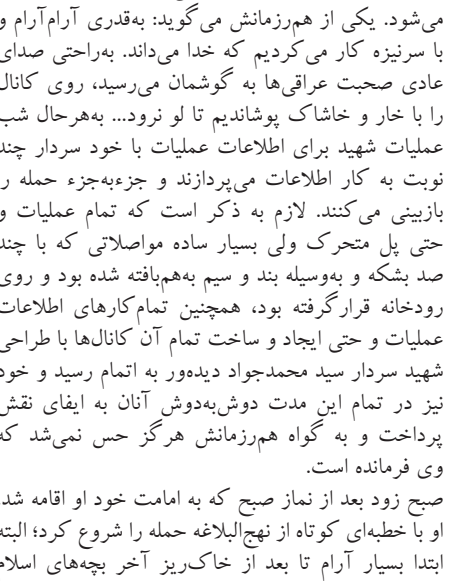 می‌شود. یکی از هم‌رزمانش می‌گوید: به‌قدری آرام‌آرام و
با سرنیزه کار می‌کردیم که خدا می‌داند. به‌راحتی صدای
عادی صحبت عراقی‌ها به گوشمان می‌رسید، روی کانال
را با خار و خاشاک پوشاندیم تا لو نرود... به‌هرحال شب
عملیات شهید برای اطلاعات عملیات با خود سردار چند
نوبت به کار اطلاعات می‌پردازند و جزءبه‌جزء حمله ر
بازبینی می‌کنند. لازم به ذکر است که تمام عملیات و
حتی پل متحرک ولی بسیار ساده مواصلاتی که با چند
صد بشکه و به‌وسیله بند و سیم به‌هم‌بافته شده بود و روی
رودخانه قرارگرفته بود، همچنین تمام‌کارهای اطلاعات
عملیات و حتی ایجاد و ساخت تمام آن کانال‌ها با طراحی
شهید سردار سید محمدجواد دیده‌ور به اتمام رسید و خود
نیز در تمام این مدت دوش‌به‌دوش آنان به ایفای نقش
پرداخت و به گواه هم‌رزمانش هرگز حس نمی‌شد که
وی فرمانده است.
صبح زود بعد از نماز صبح که به امامت خود او اقامه شد
او با خطبه‌ای کوتاه از نهج‌البلاغه حمله را شروع کرد؛ البته
ابتدا بسیار آرام تا بعد از خاک‌ریز آخر بچه‌های اسلام